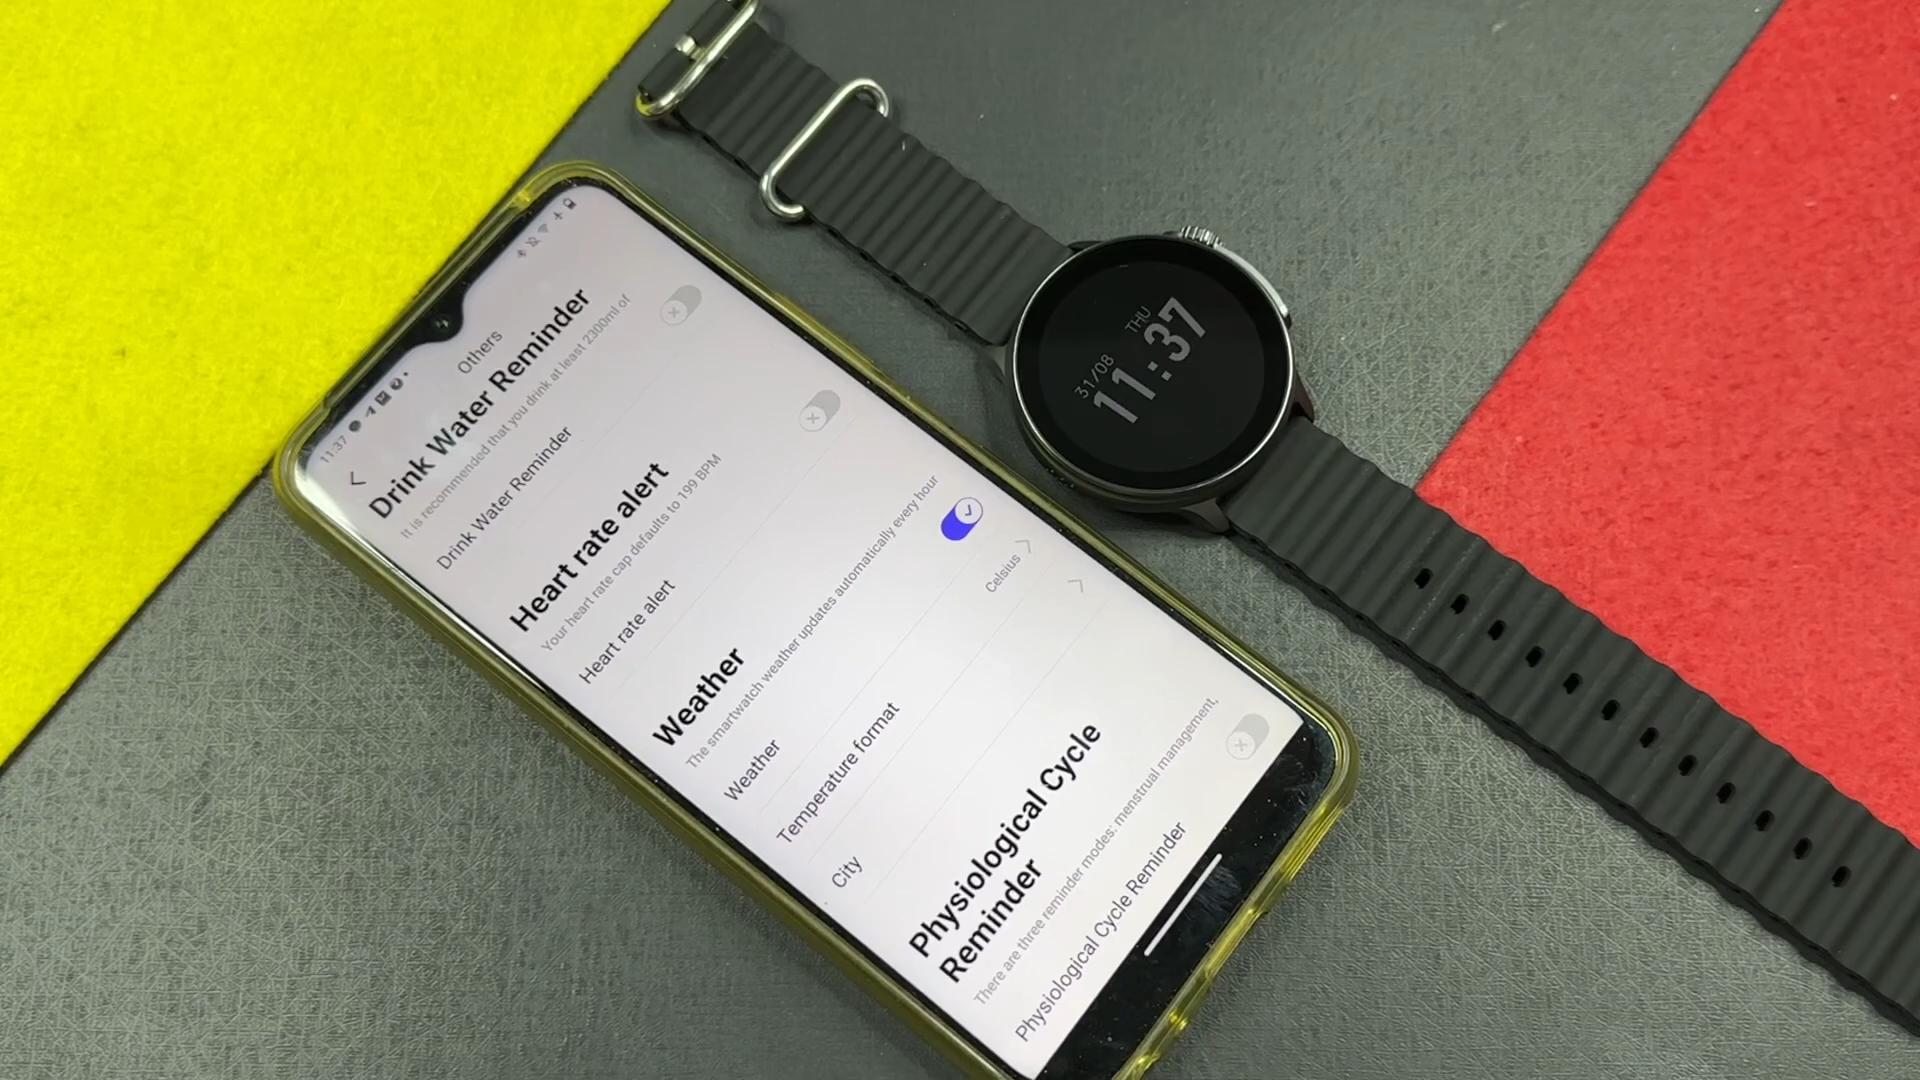 11:37
Others
Drink Water Reminder
It is recommended that you drink at least 2300ml of
Drink Water Reminder
Heart rate alert
Your heart rate cap defaults to 199 BPM
Heart rate alert
Weather
The smartwatch weather updates automatically every hour
Weather
Temperature format
Celsius
City
Physiological Cycle
Reminder
There are three reminder modes: menstrual management,
Physiological Cycle Reminder
31/08
THU
11:37